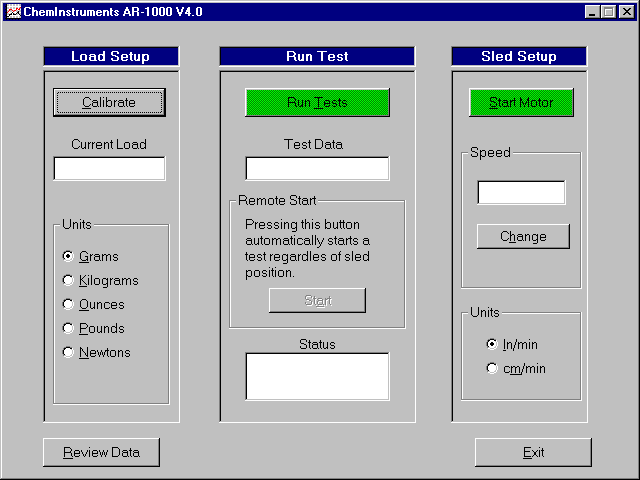 ChemInstruments AR-1000 V4.0
Load Setup
Calibrate
Current Load
Units
Grams
Kilograms
Ounces
Pounds
Newtons
Review Data
Run Test
Run Tests
Test Data
Remote Start
Pressing this button
automatically starts a
test regardles of sled
position.
Start
Status
Sled Setup
Start Motor
Speed
Change
Units
In/min
cm/min
Exit